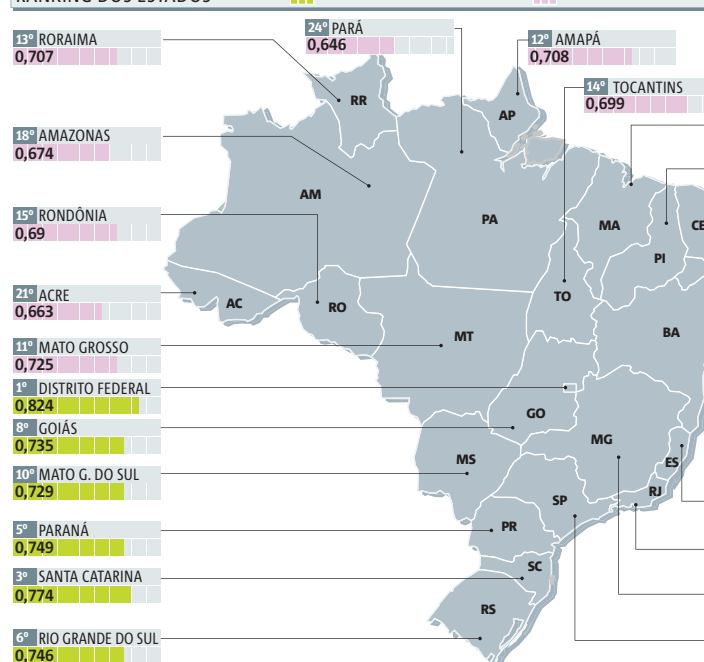 RANKING DOS ESTADOS
13º RORAIMA
0,707
24º PARÁ
0,646
12º AMAPÁ
0,708
14º TOCANTINS
0,699
18º AMAZONAS
0,674
15º RONDÔNIA
0,69
21º ACRE
0,663
11º MATO GROSSO
0,725
1º DISTRITO FEDERAL
0,824
8º GOIÁS
0,735
10º MATO G. DO SUL
0,729
5º PARANÁ
0,749
3º SANTA CATARINA
0,774
6º RIO GRANDE DO SUL
0,746
RR
AP
AM
PA
MA
CE
PI
TO
AC
RO
MT
BA
GO
MG
MS
ES
SP
RJ
PR
SC
RS